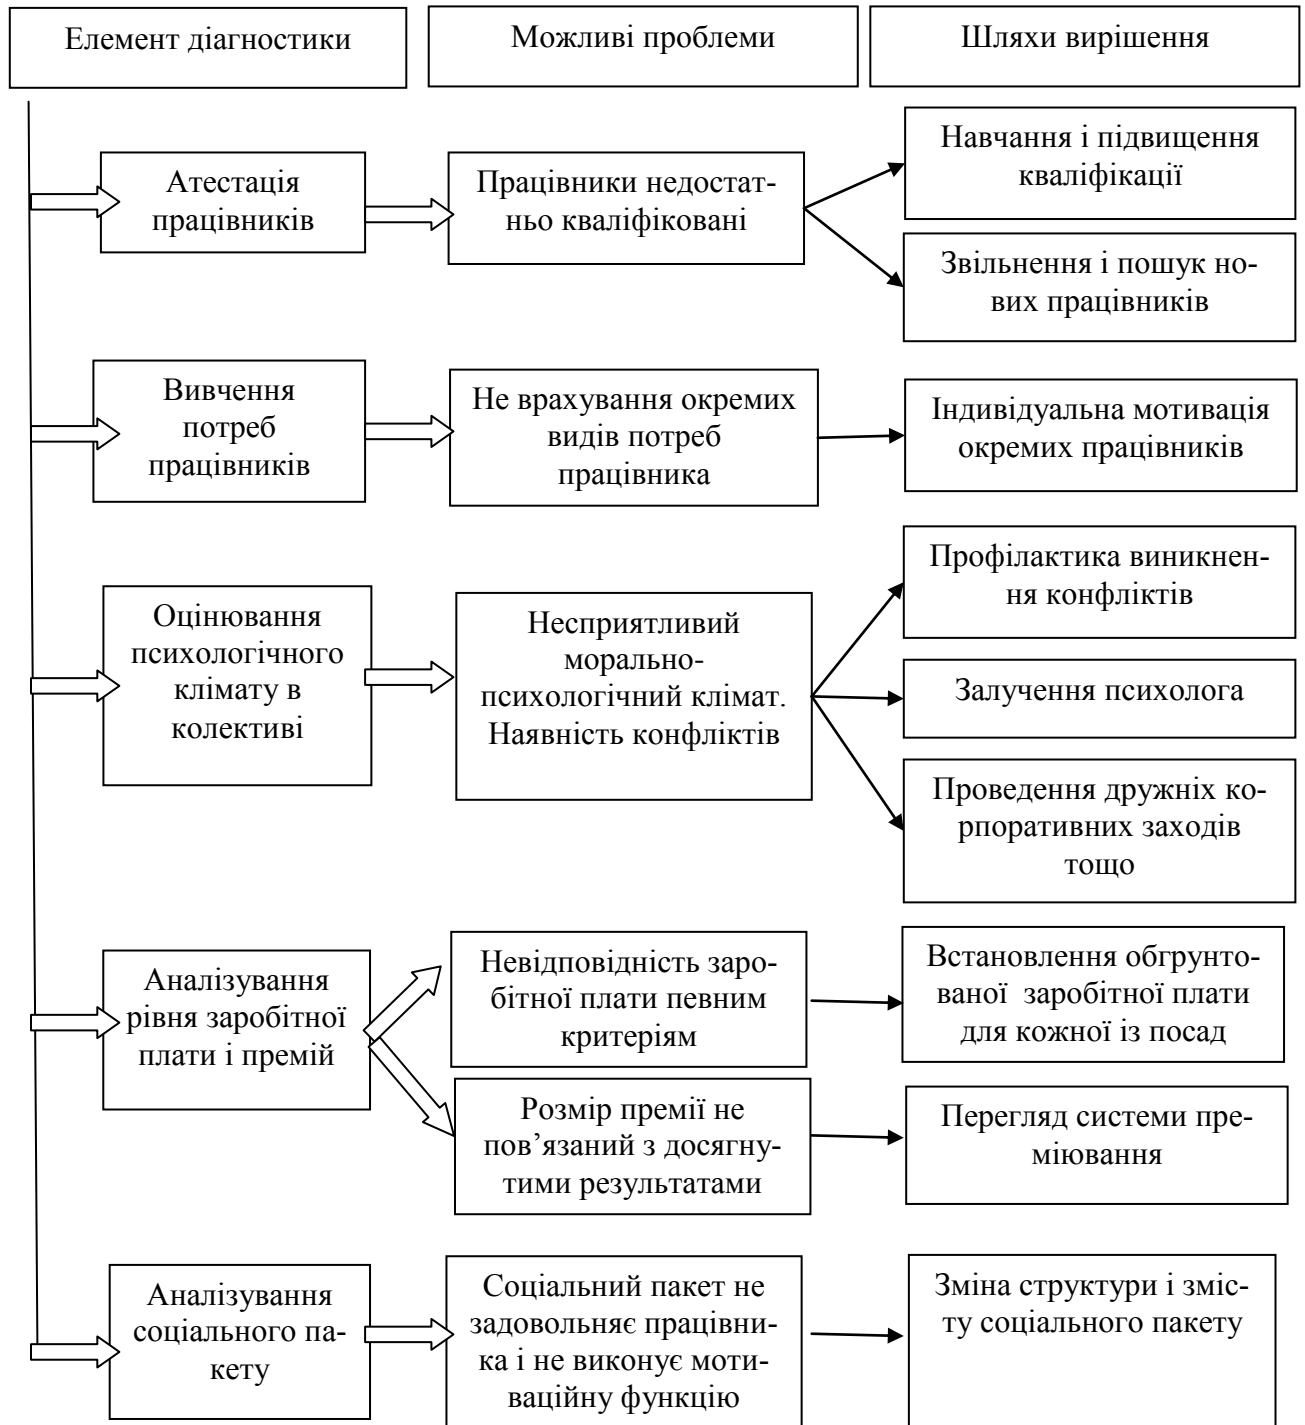 Елемент діагностики
Можливі проблеми
Шляхи вирішення
Атестація
працівників
Працівники недостат-
ньо кваліфіковані
Навчання і підвищення
кваліфікації
Звільнення і пошук но-
вих працівників
Вивчення
потреб
працівників
Не врахування окремих
видів потреб
працівника
Індивідуальна мотивація
окремих працівників
Оцінювання
психологічного
клімату в
колективі
Несприятливий
морально-
психологічний клімат.
Наявність конфліктів
Профілактика виникнен-
ня конфліктів
Залучення психолога
Проведення дружніх ко-
рпоративних заходів
тощо
Аналізування
рівня заробітної
плати і премій
Невідповідність заро-
бітної плати певним
критеріям
Встановлення обгрунто-
ваної  заробітної плати
для кожної із посад
Розмір премії не
пов’язаний з досягну-
тими результатами
Перегляд системи пре-
міювання
Аналізування
соціального па-
кету
Соціальний пакет не
задовольняє працівни-
ка і не виконує моти-
ваційну функцію
Зміна структури і зміс-
ту соціального пакету